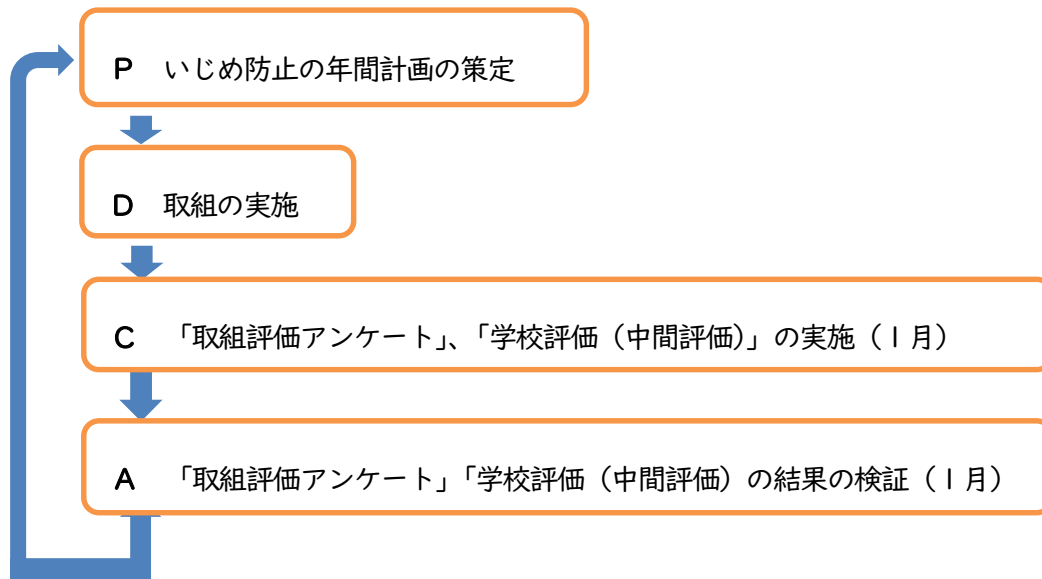 P いじめ防止の年間計画の策定
D 取組の実施
C 「取組評価アンケート」、「学校評価（中間評価）」の実施（１月）
A 「取組評価アンケート」「学校評価（中間評価）の結果の検証（１月）